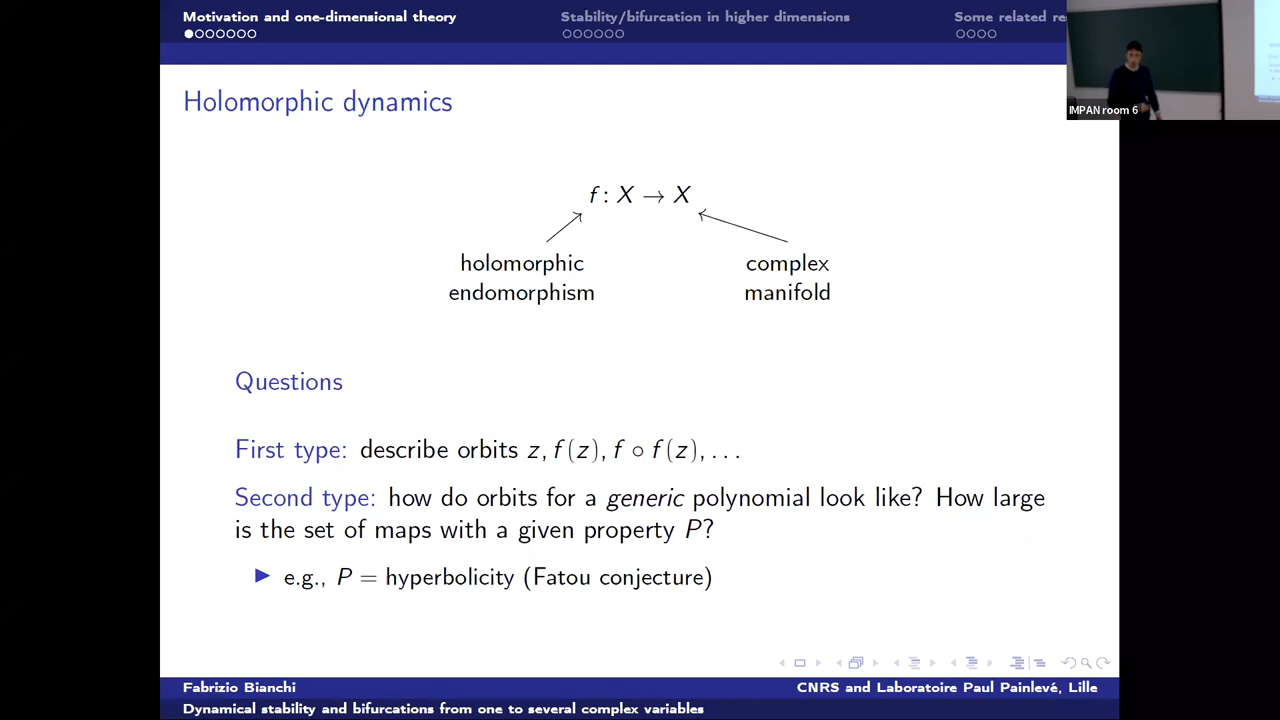 Motivation and one-dimensional theory
Stability/bifurcation in higher dimensions
Some related re
IMPAN room 6
Holomorphic dynamics
f : X → X
holomorphic
endomorphism
complex
manifold
Questions
First type: describe orbits z, f(z), f ∘ f(z), . . .
Second type: how do orbits for a generic polynomial look like? How large
is the set of maps with a given property P?
e.g., P = hyperbolicity (Fatou conjecture)
Fabrizio Bianchi
CNRS and Laboratoire Paul Painlevé, Lille
Dynamical stability and bifurcations from one to several complex variables